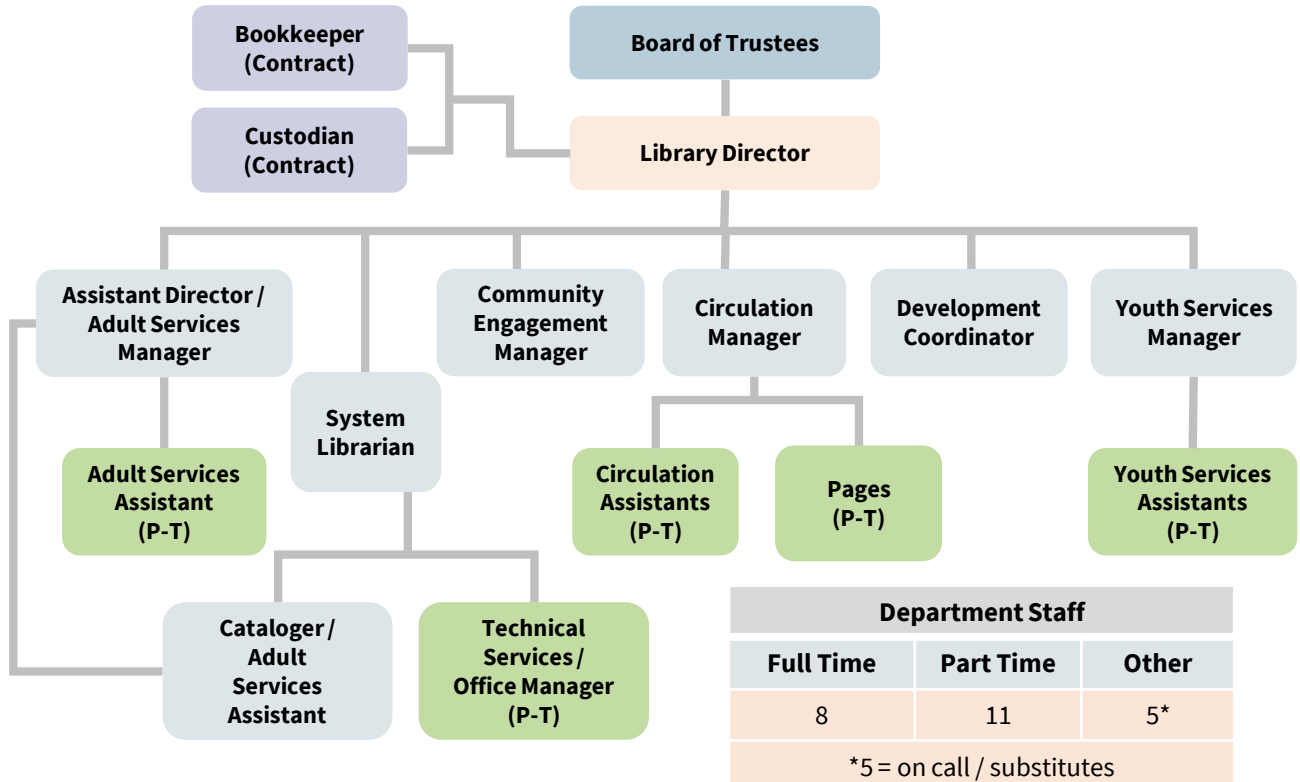 Bookkeeper
(Contract)
Board of Trustees
Custodian
(Contract)
Library Director
Assistant Director /
Adult Services
Manager
System
Librarian
Community
Engagement
Manager
Circulation
Manager
Development
Coordinator
Youth Services
Manager
Adult Services
Assistant
(P-T)
Circulation
Assistants
(P-T)
Pages
(P-T)
Youth Services
Assistants
(P-T)
Cataloger /
Adult
Services
Assistant
Technical
Services /
Office Manager
(P-T)
Department Staff
Full Time Part Time Other
8 11 5*
*5 = on call / substitutes